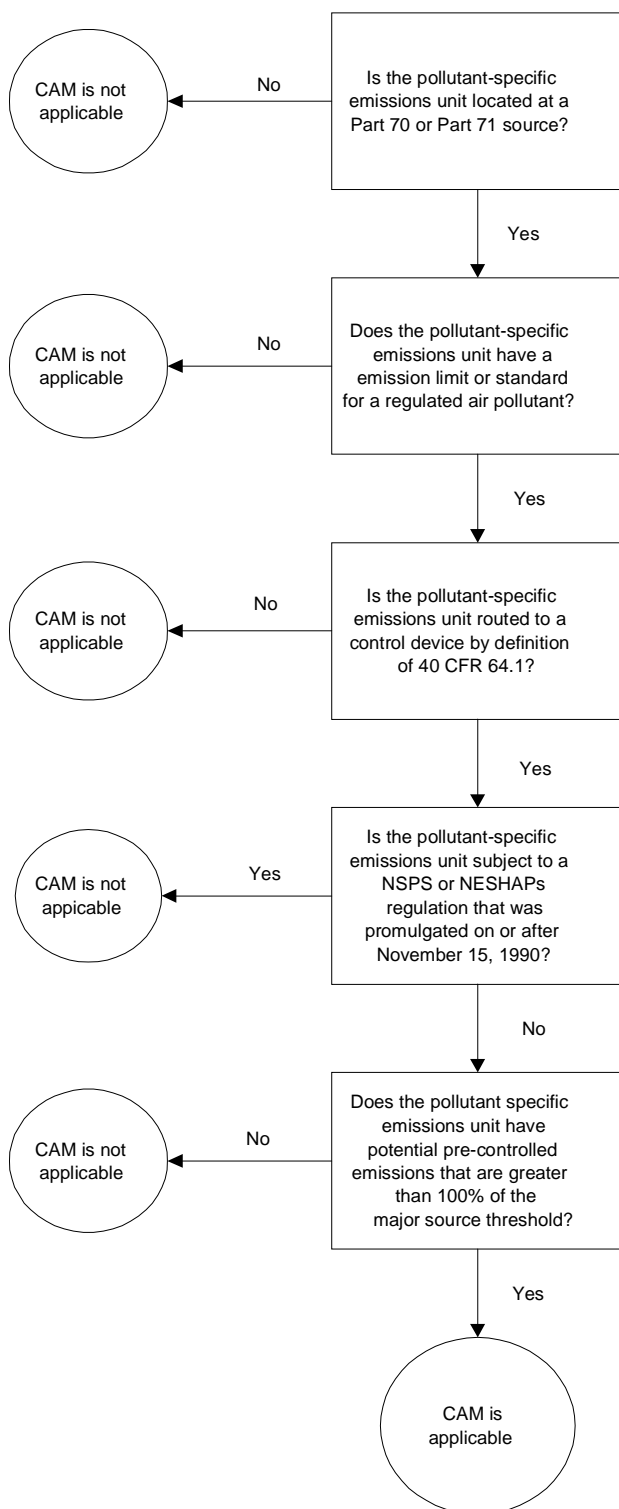 Is the pollutant-specific
emissions unit located at a
Part 70 or Part 71 source?
No
CAM is not
applicable
Yes
Does the pollutant-specific
emissions unit have a
emission limit or standard
for a regulated air pollutant?
No
CAM is not
applicable
Yes
Is the pollutant-specific
emissions unit routed to a
control device by definition
of 40 CFR 64.1?
No
CAM is not
applicable
Yes
Is the pollutant-specific
emissions unit subject to a
NSPS or NESHAPs
regulation that was
promulgated on or after
November 15, 1990?
Yes
CAM is not
appicable
No
Does the pollutant specific
emissions unit have
potential pre-controlled
emissions that are greater
than 100% of the
major source threshold?
No
CAM is not
applicable
Yes
CAM is
applicable